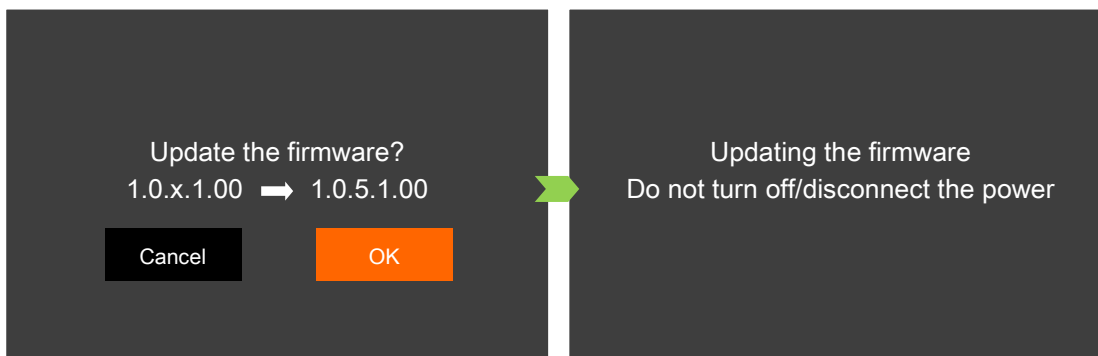 Update the firmware?
1.0.x.1.00 ➡ 1.0.5.1.00
Cancel
OK
Updating the firmware
Do not turn off/disconnect the power